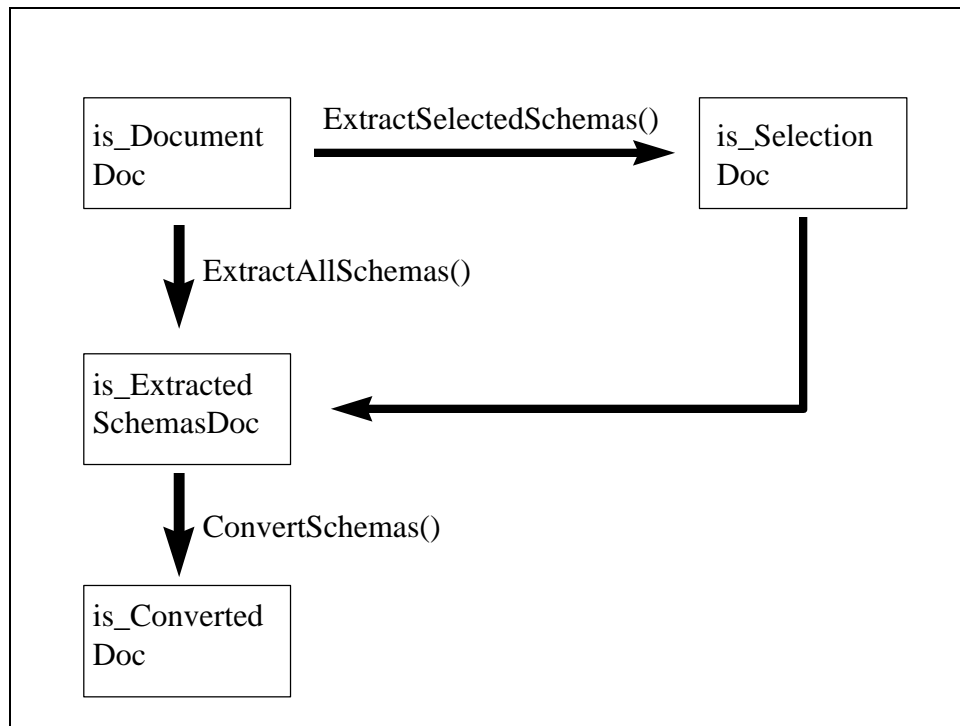 is_Document
Doc
ExtractSelectedSchemas()
is_Selection
Doc
ExtractAllSchemas()
is_Extracted
SchemasDoc
ConvertSchemas()
is_Converted
Doc